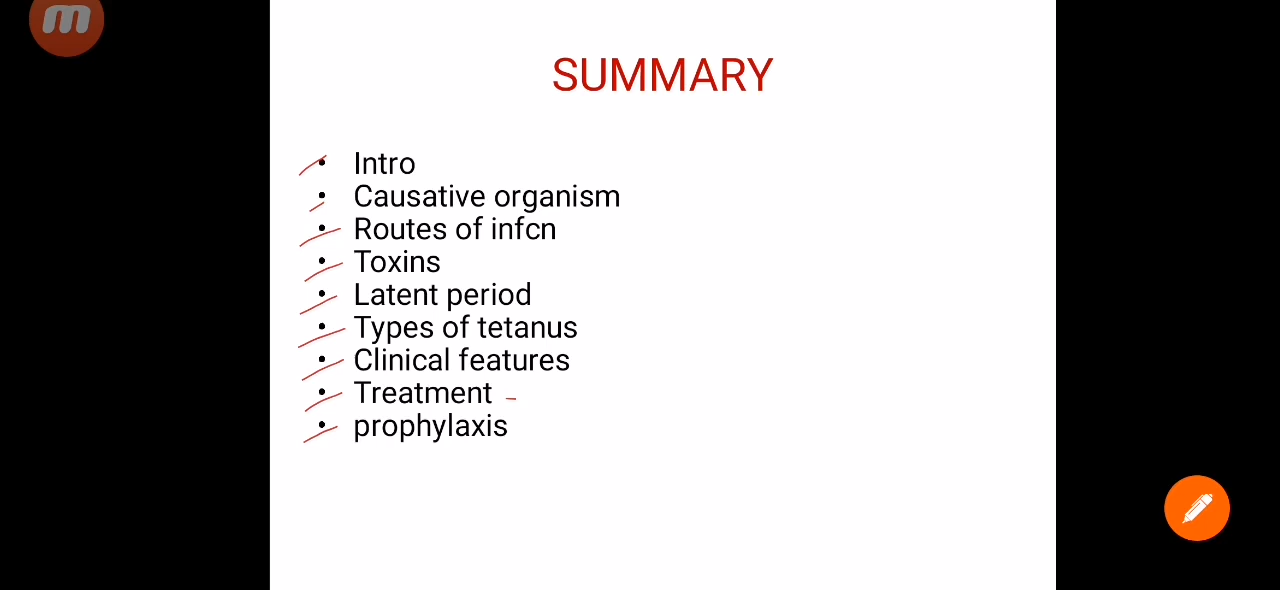 m
SUMMARY
• Intro
• Causative organism
• Routes of infcn
• Toxins
• Latent period
• Types of tetanus
• Clinical features
• Treatment -
• prophylaxis